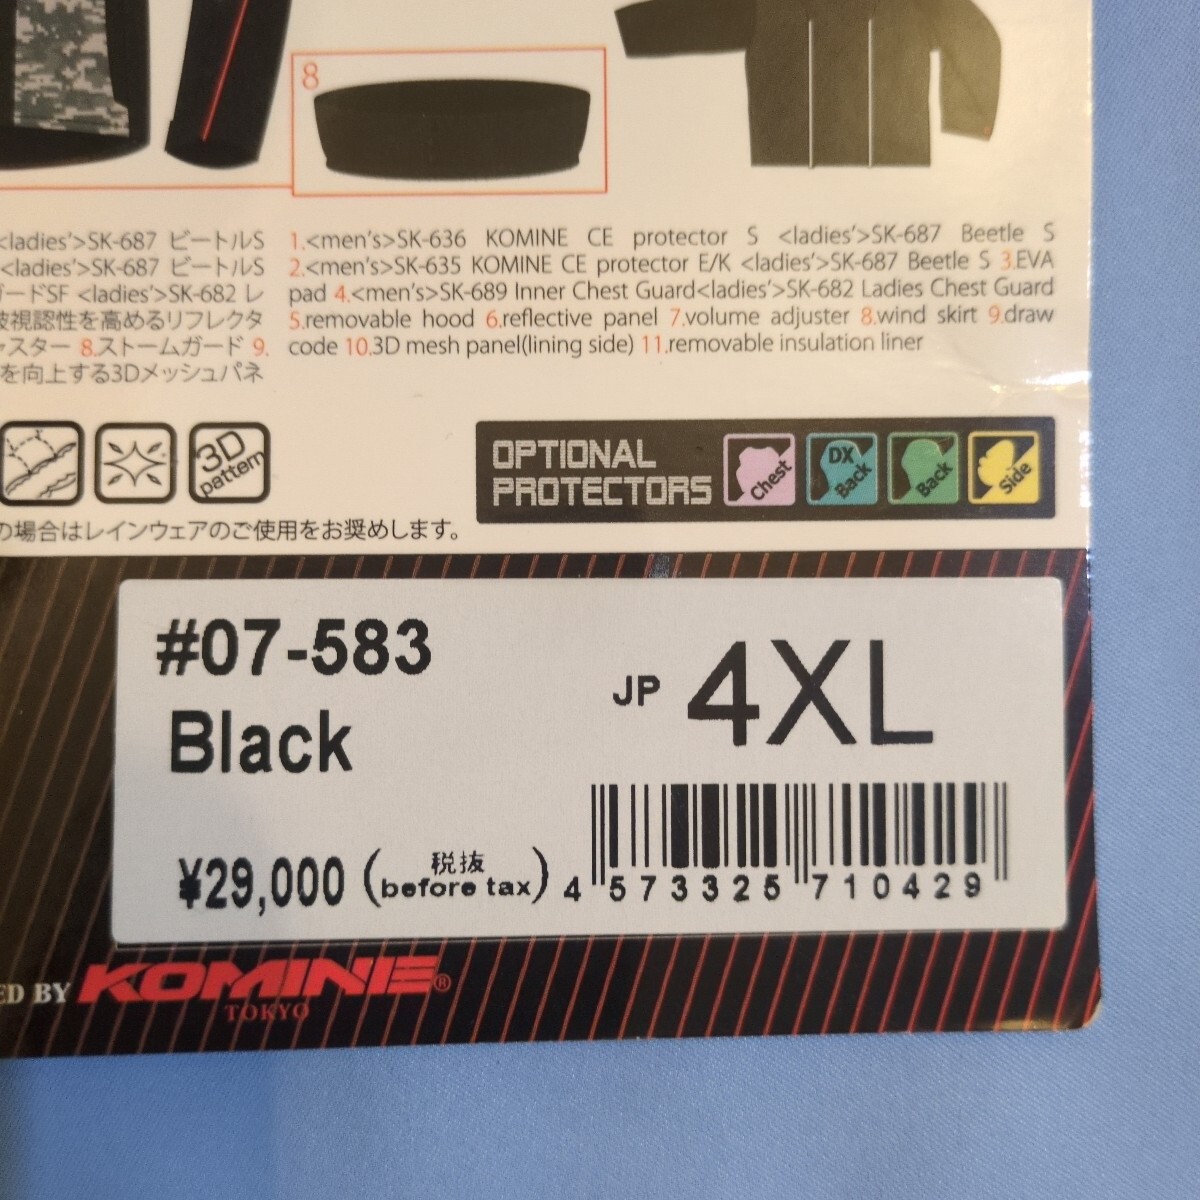 8
<ladies'>SK-687 ビートルS
<ladies'>SK-687 ビートルS
ガードSF <ladies'>SK-682 レ
被視認性を高めるリフレクタ
ャスター 8.ストームガード 9.
を向上する3Dメッシュパネ
1.<men's>SK-636 KOMINE CE protector S <ladies'>SK-687 Beetle S
2.<men's>SK-635 KOMINE CE protector E/K <ladies'>SK-687 Beetle S 3.EVA
pad 4.<men's>SK-689 Inner Chest Guard<ladies'>SK-682 Ladies Chest Guard
5.removable hood 6.reflective panel 7.volume adjuster 8.wind skirt 9.draw
code 10.3D mesh panel(lining side) 11.removable insulation liner
3D
pattern
OPTIONAL
PROTECTORS
Chest
DX
Back
Back
Side
の場合はレインウェアのご使用をお奨めします。
#07-583
Black
JP 4XL
¥29,000 (税抜
before tax)
4 573325 710429
ED BY KOMINE®
TOKYO